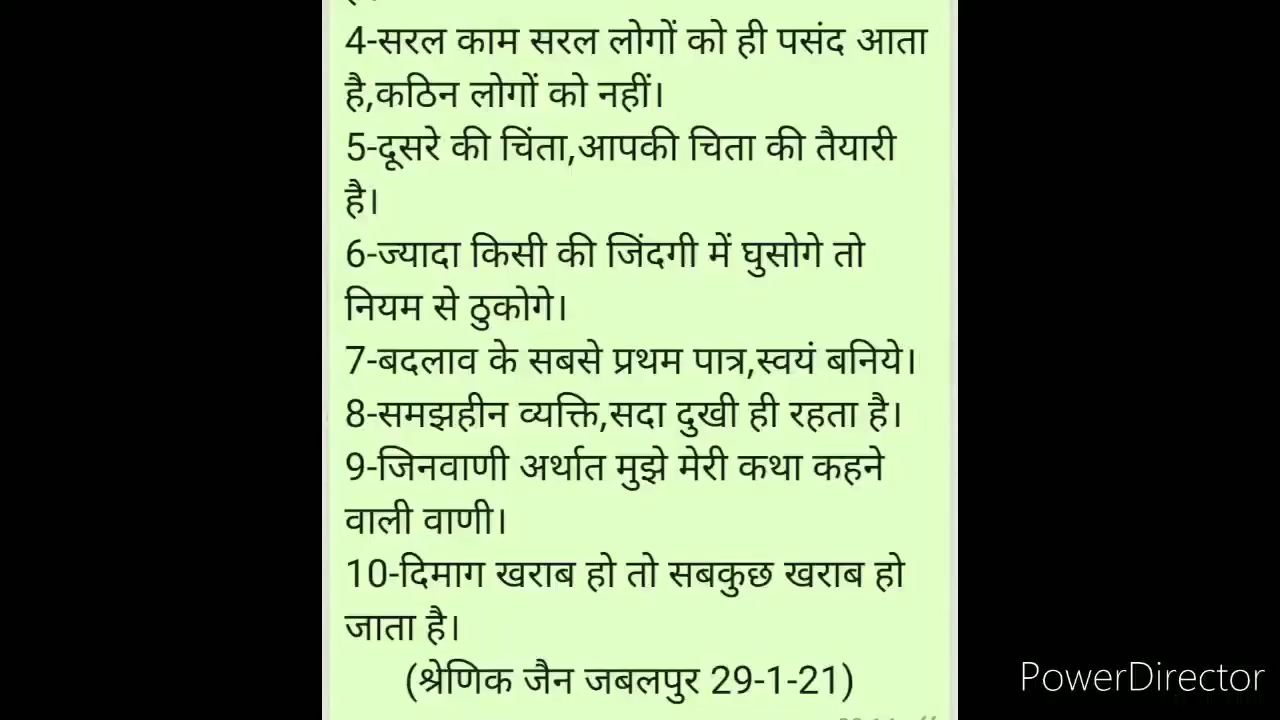 4-सरल काम सरल लोगों को ही पसंद आता
है,कठिन लोगों को नहीं।
5-दूसरे की चिंता,आपकी चिता की तैयारी
है।
6-ज्यादा किसी की जिंदगी में घुसोगे तो
नियम से ठुकोगे।
7-बदलाव के सबसे प्रथम पात्र,स्वयं बनिये।
8-समझहीन व्यक्ति,सदा दुखी ही रहता है।
9-जिनवाणी अर्थात मुझे मेरी कथा कहने
वाली वाणी।
10-दिमाग खराब हो तो सबकुछ खराब हो
जाता है।
(श्रेणिक जैन जबलपुर 29-1-21)
PowerDirector